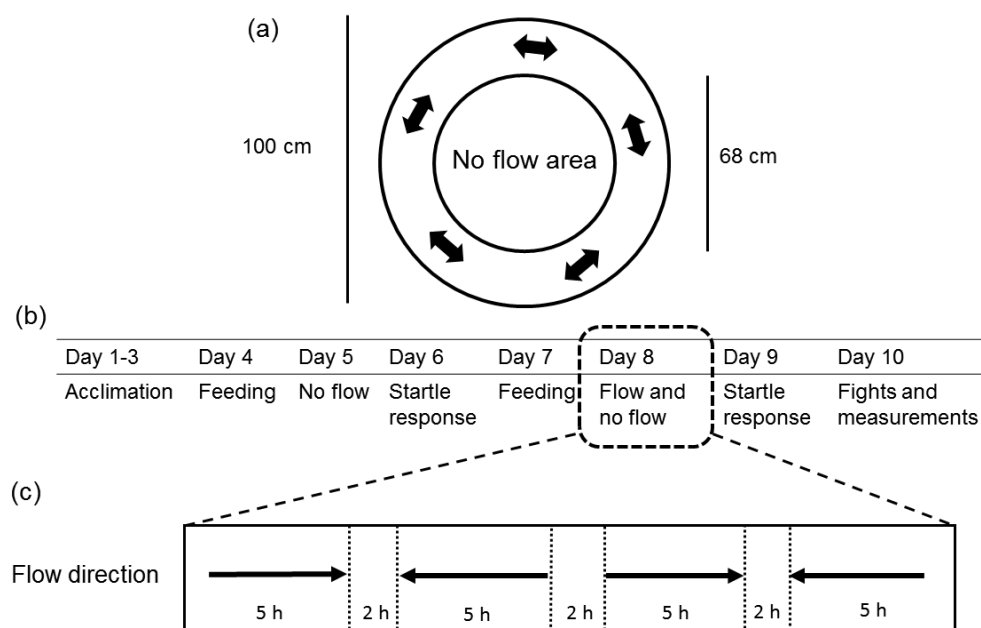 (a)
100 cm
No flow area
68 cm
(b)
Day 1-3 Day 4 Day 5 Day 6 Day 7 Day 8 Day 9 Day 10
Acclimation Feeding No flow Startle Feeding Flow and Startle Fights and
response no flow response measurements
(c)
Flow direction
5 h 2 h 5 h 2 h 5 h 2 h 5 h